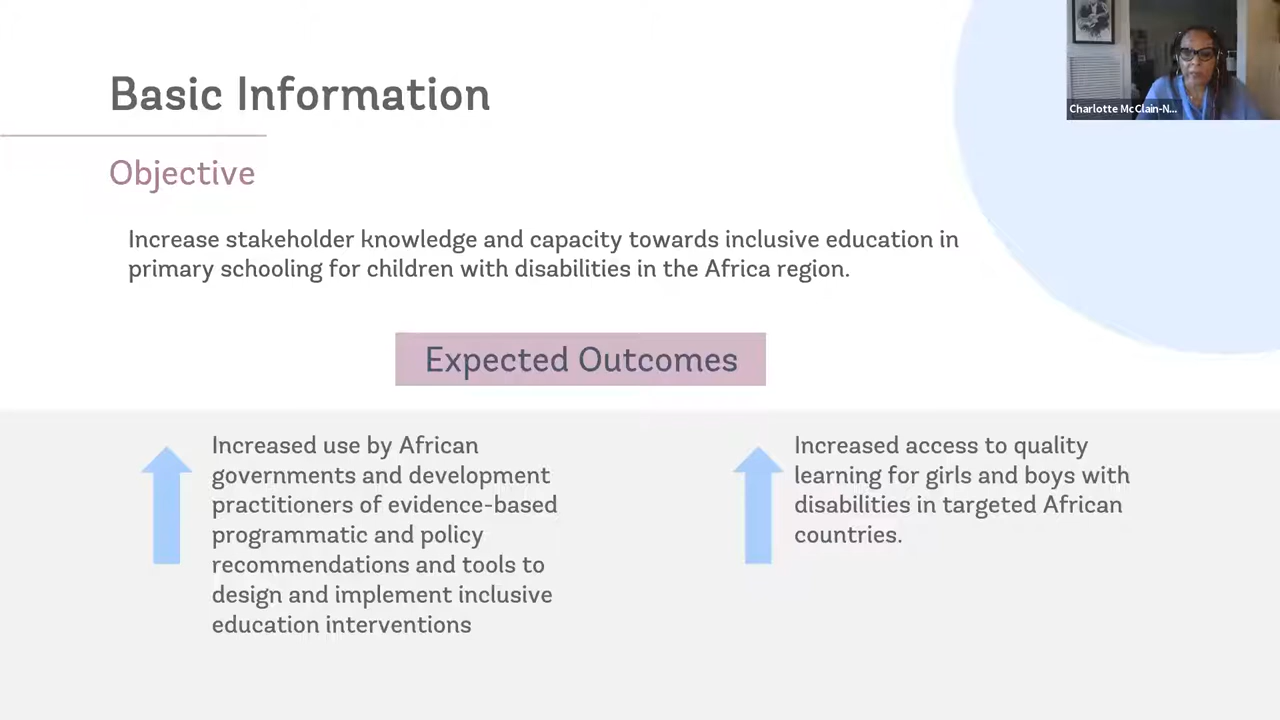 Basic Information
Charlotte McClain-N...
Objective
Increase stakeholder knowledge and capacity towards inclusive education in
primary schooling for children with disabilities in the Africa region.
Expected Outcomes
Increased use by African
governments and development
practitioners of evidence-based
programmatic and policy
recommendations and tools to
design and implement inclusive
education interventions
Increased access to quality
learning for girls and boys with
disabilities in targeted African
countries.